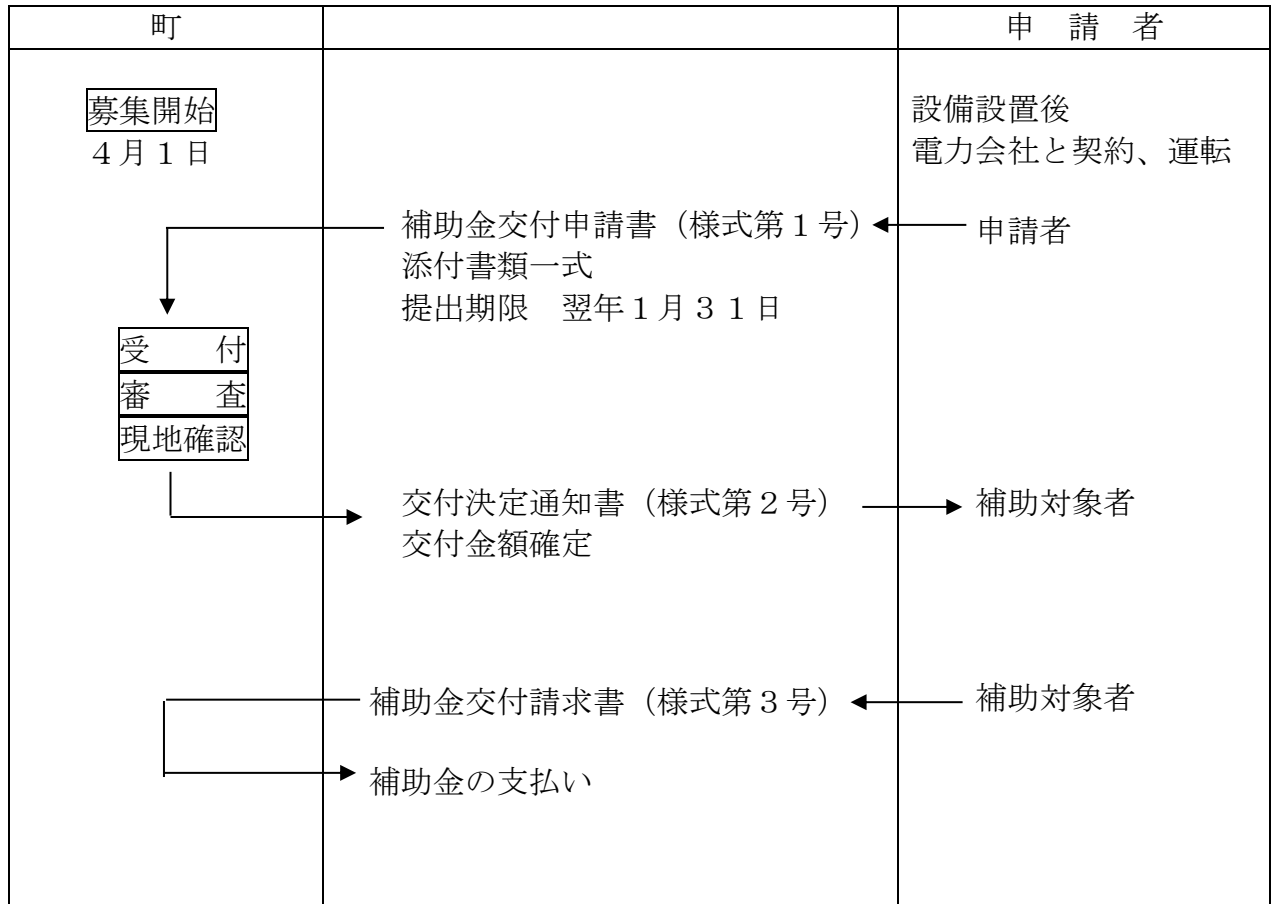 町
申　請　者
募集開始
４月１日
設備設置後
電力会社と契約、運転
補助金交付申請書（様式第１号）
申請者
添付書類一式
提出期限　翌年１月３１日
受　　付
審　　査
現地確認
交付決定通知書（様式第２号）
補助対象者
交付金額確定
補助金交付請求書（様式第３号）
補助対象者
補助金の支払い